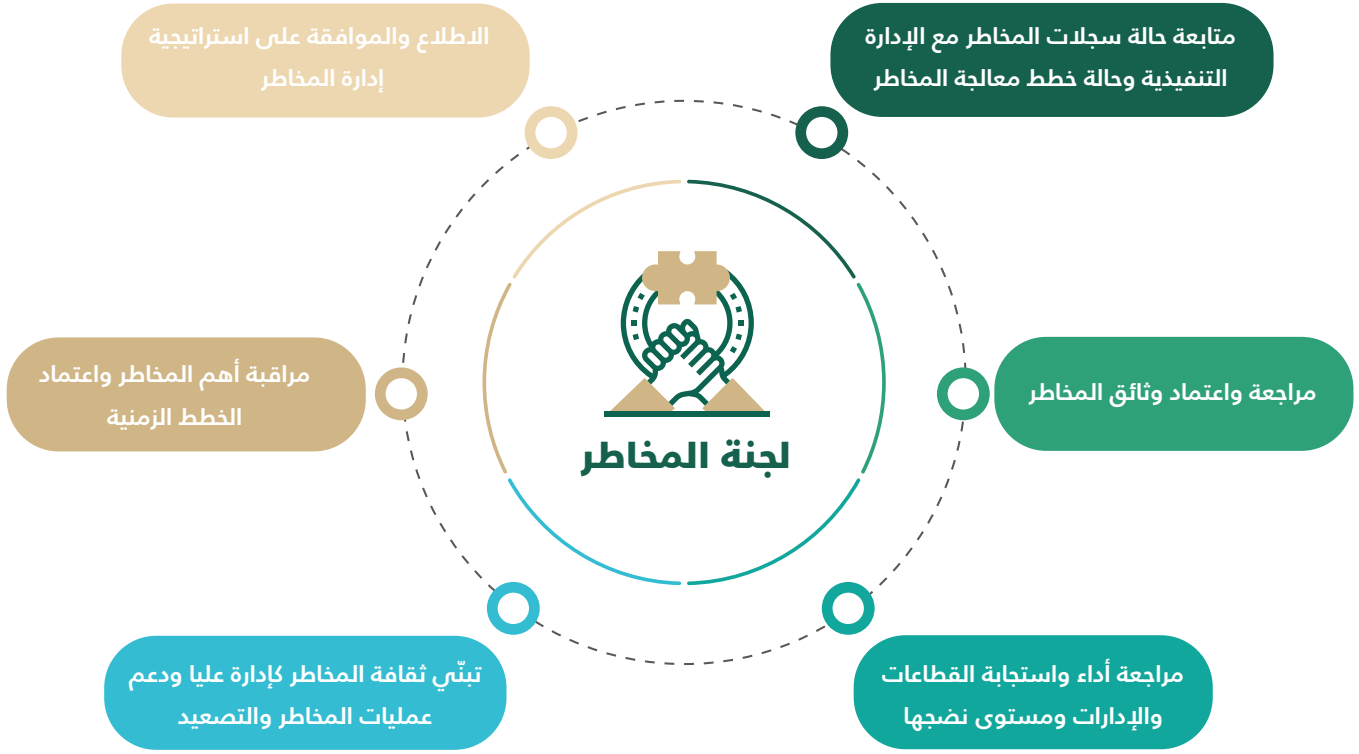 متابعة حالة سجلات المخاطر مع الإدارة
التنفيذية وحالة خطط معالجة المخاطر
الاطلاع والموافقة على استراتيجية
إدارة المخاطر
مراجعة واعتماد وثائق المخاطر
مراقبة أهم المخاطر واعتماد
الخطط الزمنية
لجنة المخاطر
مراجعة أداء واستجابة القطاعات
والإدارات ومستوى نضجها
تبنّي ثقافة المخاطر كإدارة عليا ودعم
عمليات المخاطر والتصعيد